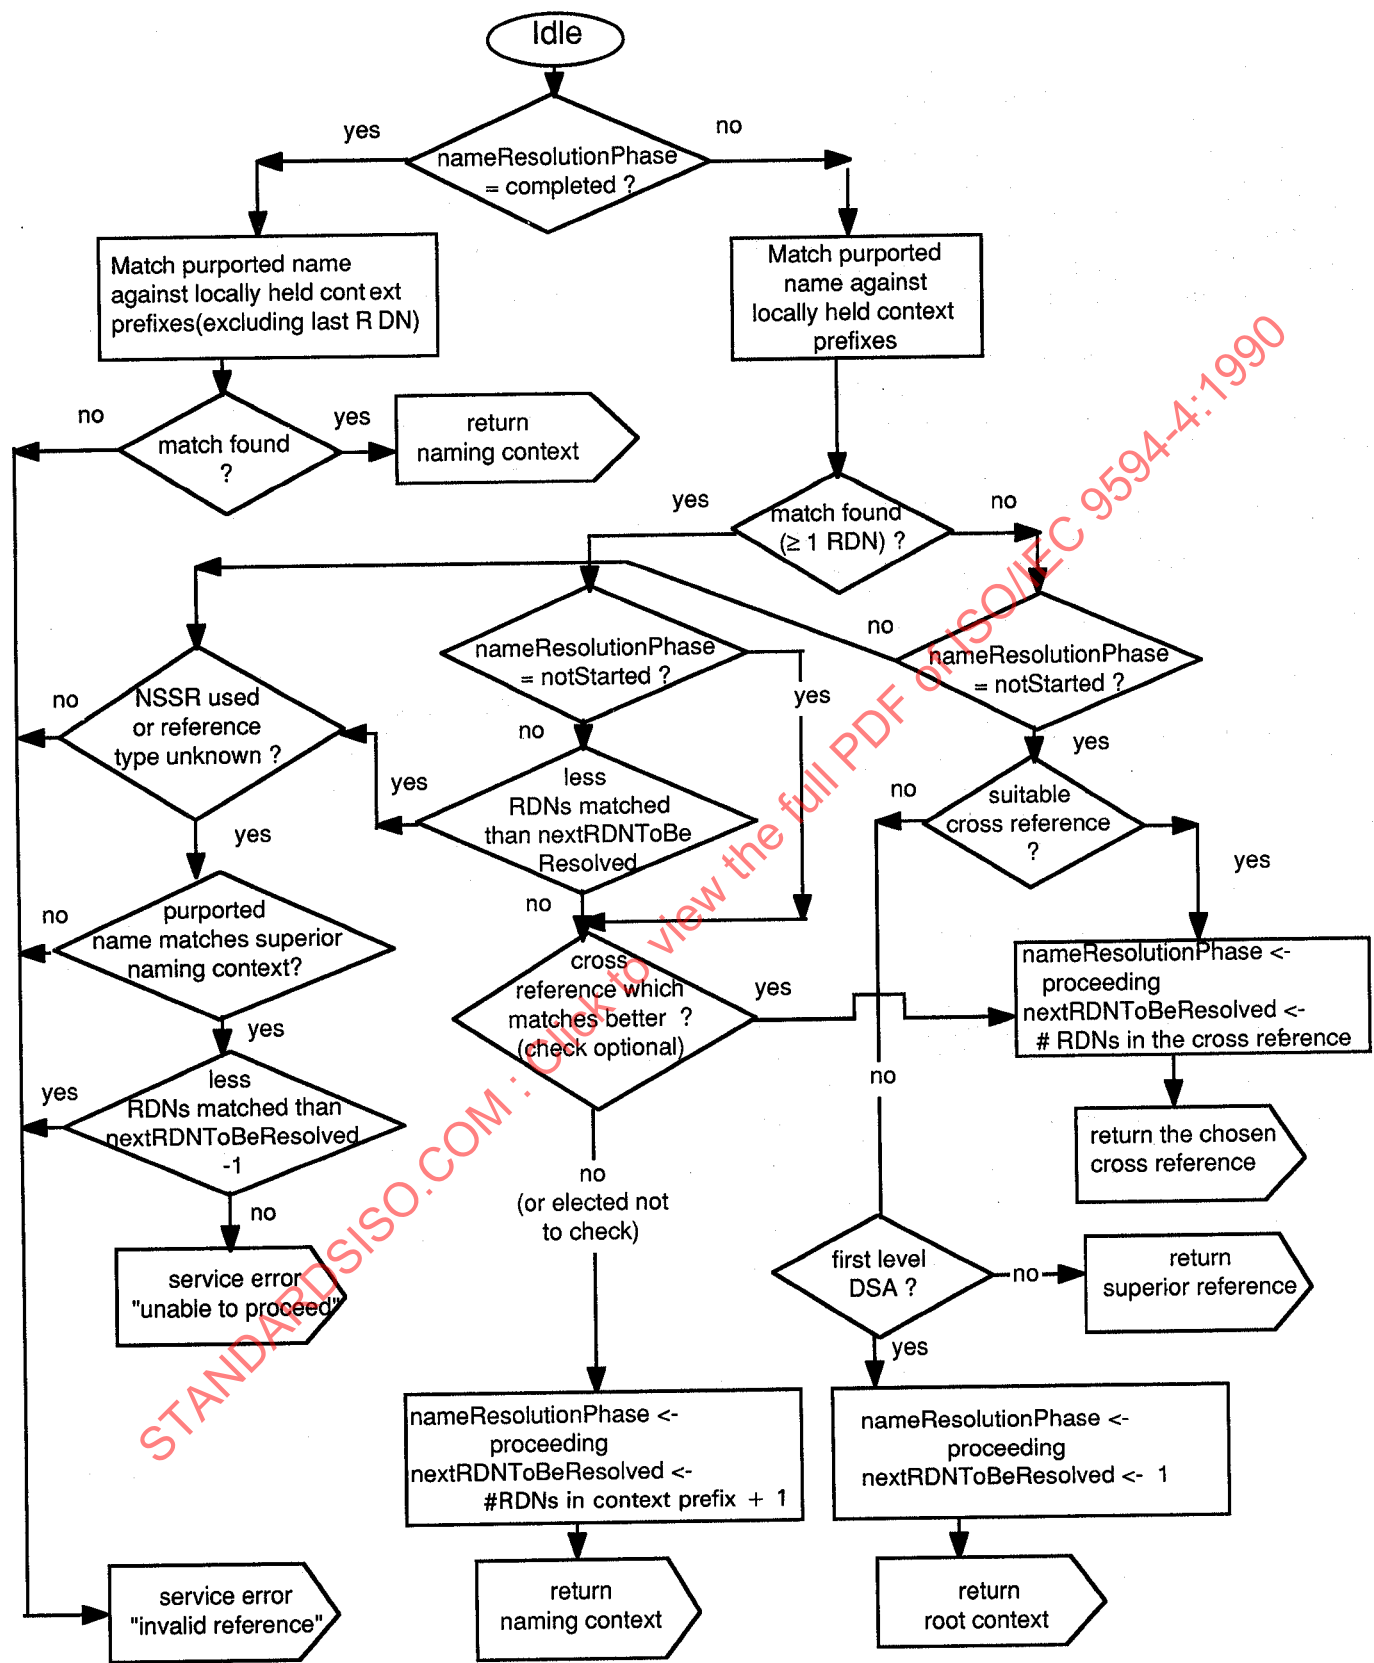 Idle
yes
no
nameResolutionPhase
= completed ?
Match purported name
against locally held context
prefixes(excluding last R DN)
Match purported
name against
locally held context
prefixes
no
match found
?
yes
return
naming context
yes
match found
(≥ 1 RDN) ?
no
nameResolutionPhase
= notStarted ?
yes
no
no
nameResolutionPhase
= notStarted ?
yes
no
NSSR used
or reference
type unknown ?
yes
yes
less
RDNs matched
than nextRDNToBe
Resolved
no
no
suitable
cross reference
?
yes
no
purported
name matches superior
naming context?
yes
cross
reference which
matches better ?
(check optional)
yes
nameResolutionPhase <-
proceeding
nextRDNToBeResolved <-
# RDNs in the cross reference
return the chosen
cross reference
yes
less
RDNs matched than
nextRDNToBeResolved
-1
no
service error
"unable to proceed"
no
(or elected not
to check)
no
first level
DSA ?
no
return
superior reference
yes
nameResolutionPhase <-
proceeding
nextRDNToBeResolved <-
#RDNs in context prefix + 1
nameResolutionPhase <-
proceeding
nextRDNToBeResolved <- 1
service error
"invalid reference"
return
naming context
return
root context
STANDARDSISO.COM : Click to view the full PDF of ISO/IEC 9594-4:1990